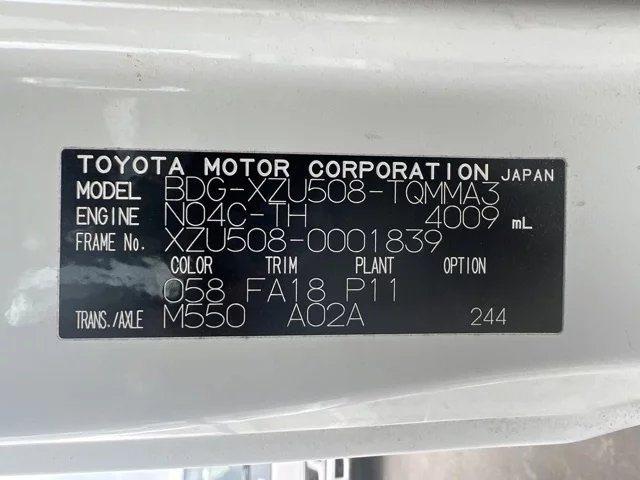 TOYOTA MOTOR CORPORATION JAPAN
MODEL BDG-XZU508-TQMMA3
ENGINE N04C-TH 4009 mL
FRAME No. XZU508-0001839
COLOR TRIM PLANT OPTION
058 FA18 P11
TRANS./AXLE M550 A02A 244